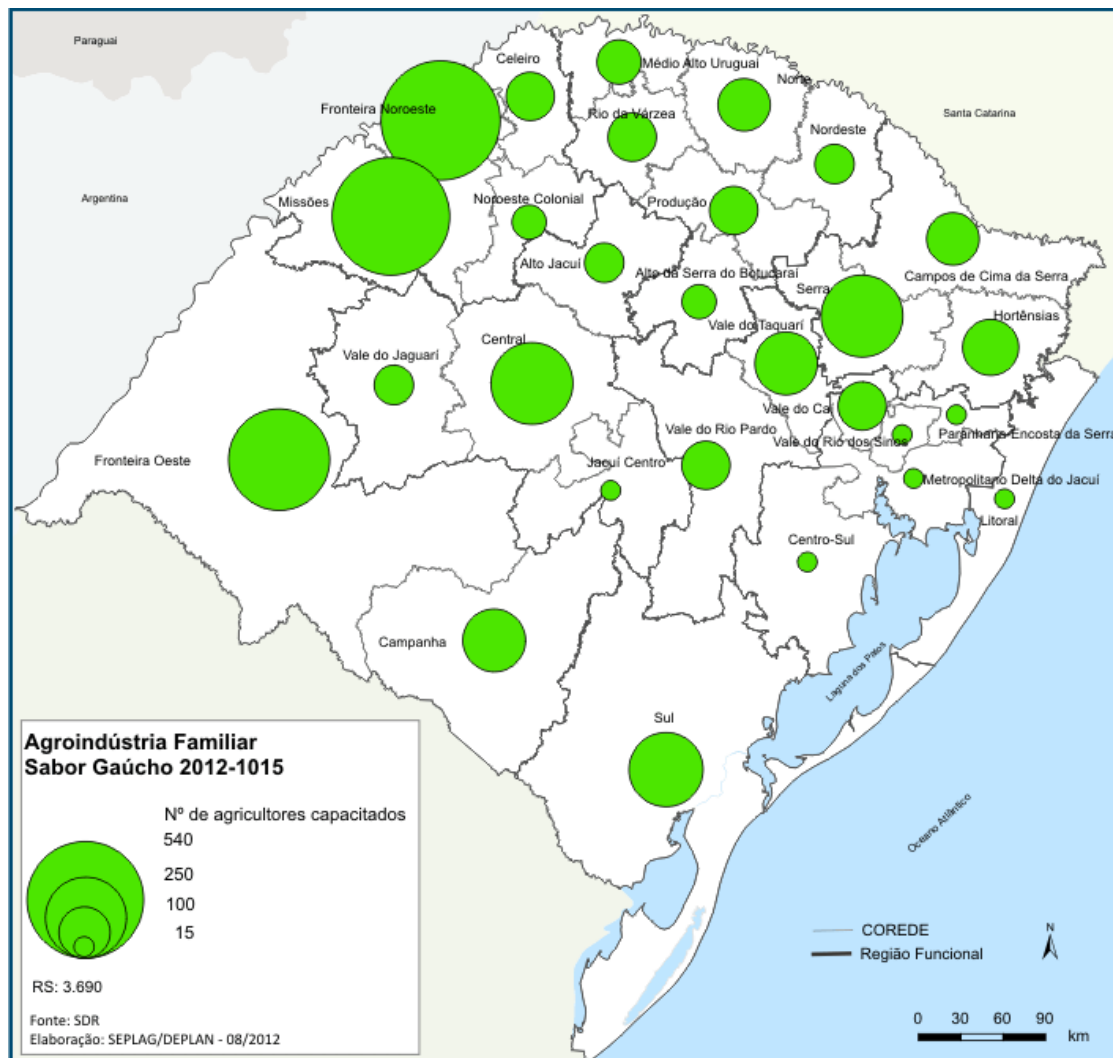 Paraguai
Celeiro
Médio Alto Uruguai
Norte
Fronteira Noroeste
Rio da Várzea
Santa Catarina
Nordeste
Argentina
Missões
Noroeste Colonial
Produção
Alto Jacuí
Alto da Serra do Botucaraí
Campos de Cima da Serra
Serra
Hortênsias
Vale do Taquarí
Central
Vale do Jaguarí
Vale do Caí
Vale do Rio Pardo
Paranhana-Encosta da Serra
Vale do Rio dos Sinos
Fronteira Oeste
Jacuí Centro
Metropolitano Delta do Jacuí
Litoral
Centro-Sul
Campanha
Laguna dos Patos
Sul
Oceano Atlântico
Agroindústria Familiar
Sabor Gaúcho 2012-1015
Nº de agricultores capacitados
540
250
100
15
RS: 3.690
Fonte: SDR
Elaboração: SEPLAG/DEPLAN - 08/2012
COREDE
Região Funcional
N
0 30 60 90
km